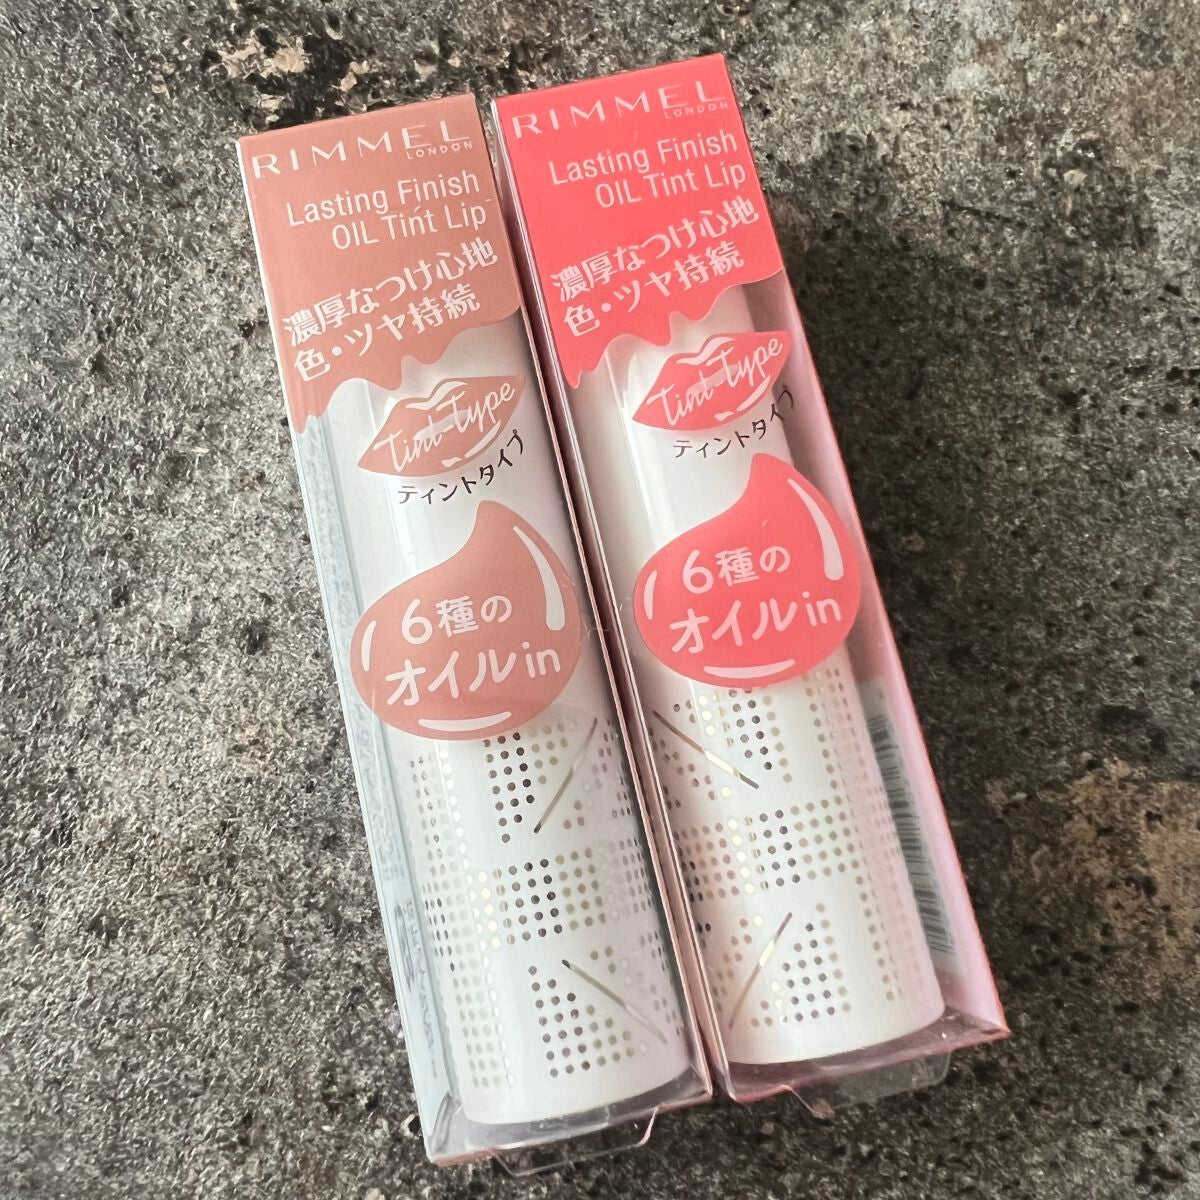 RIMMEL
LONDON
Lasting Finish
OIL Tint Lip
濃厚なつけ心地
色・ツヤ持続
Tint-Type
ティントタイプ
6種の
オイルin
RIMMEL
LONDON
Lasting Finish
OIL Tint Lip
濃厚なつけ心地
色・ツヤ持続
Tint-Type
ティントタイプ
6種の
オイルin